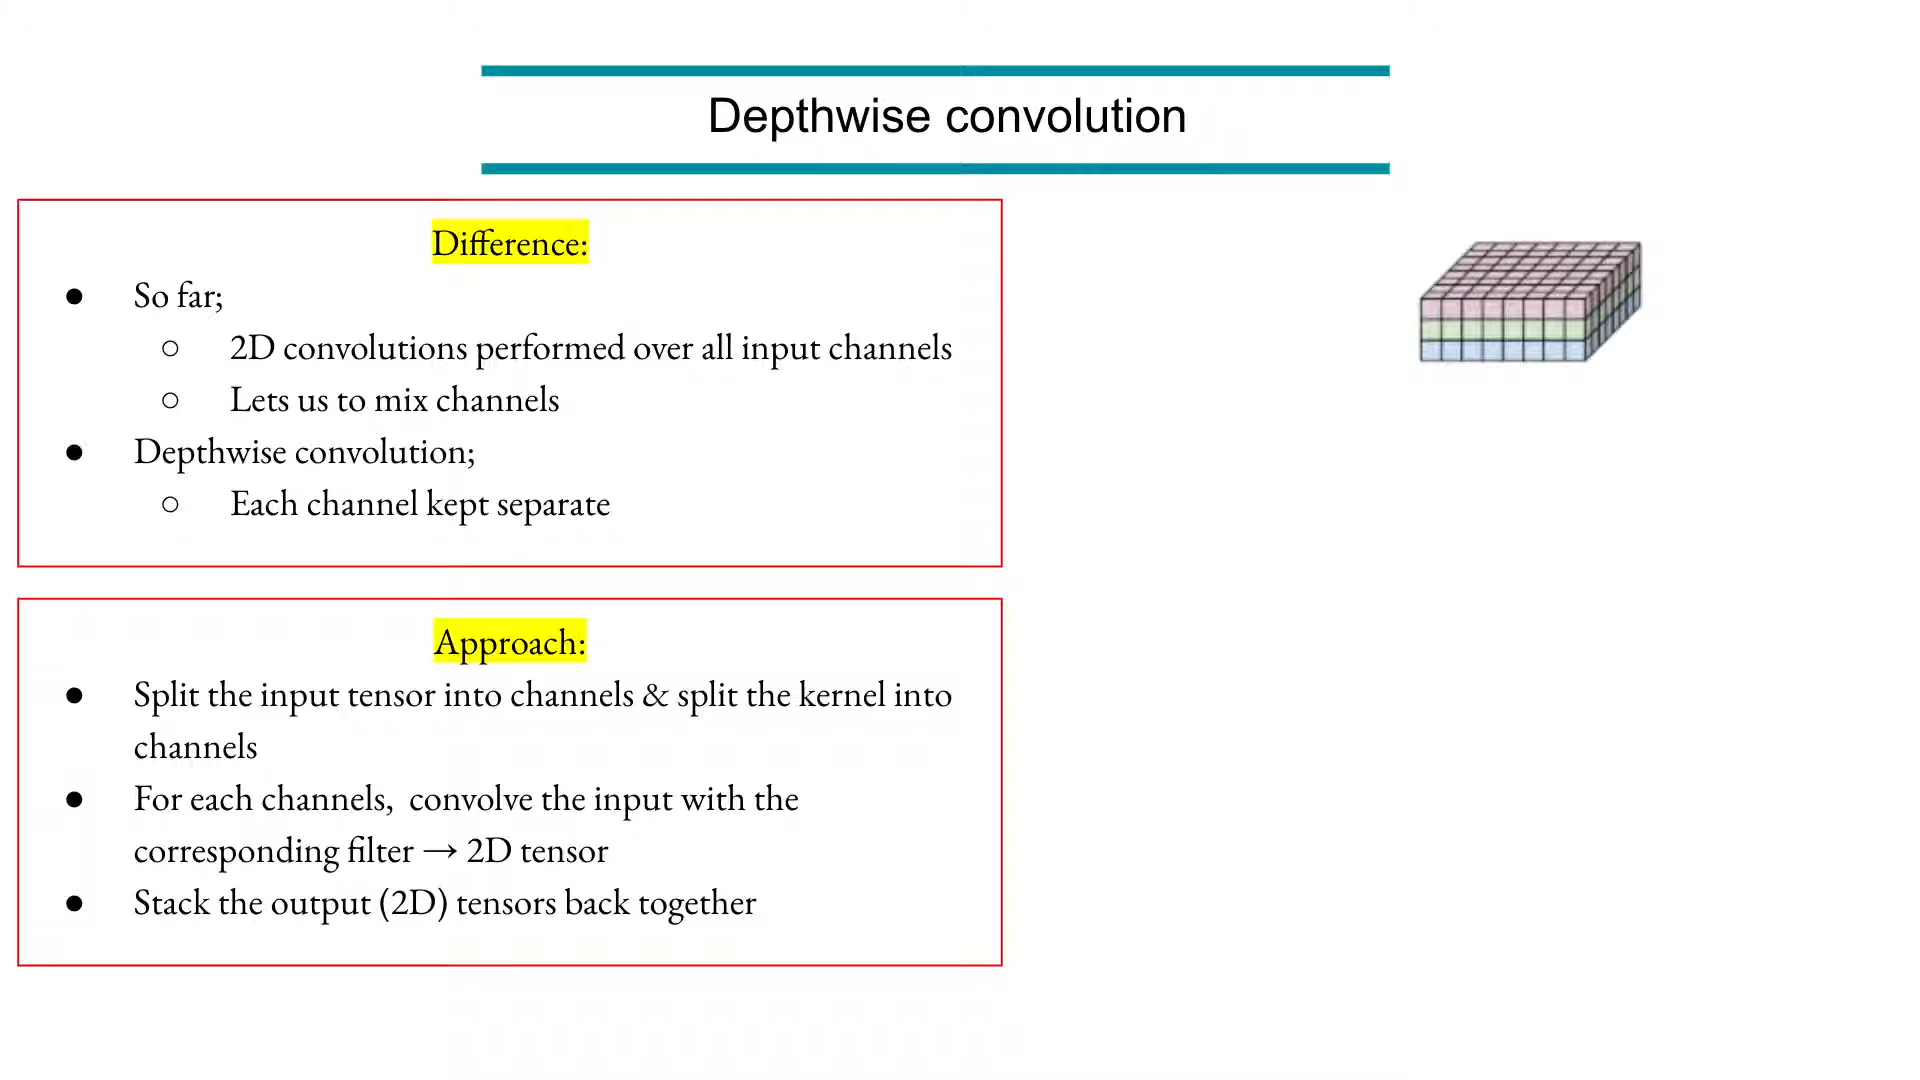 Depthwise convolution
Difference:
● So far;
○ 2D convolutions performed over all input channels
○ Lets us to mix channels
● Depthwise convolution;
○ Each channel kept separate
Approach:
● Split the input tensor into channels & split the kernel into
channels
● For each channels, convolve the input with the
corresponding filter → 2D tensor
● Stack the output (2D) tensors back together